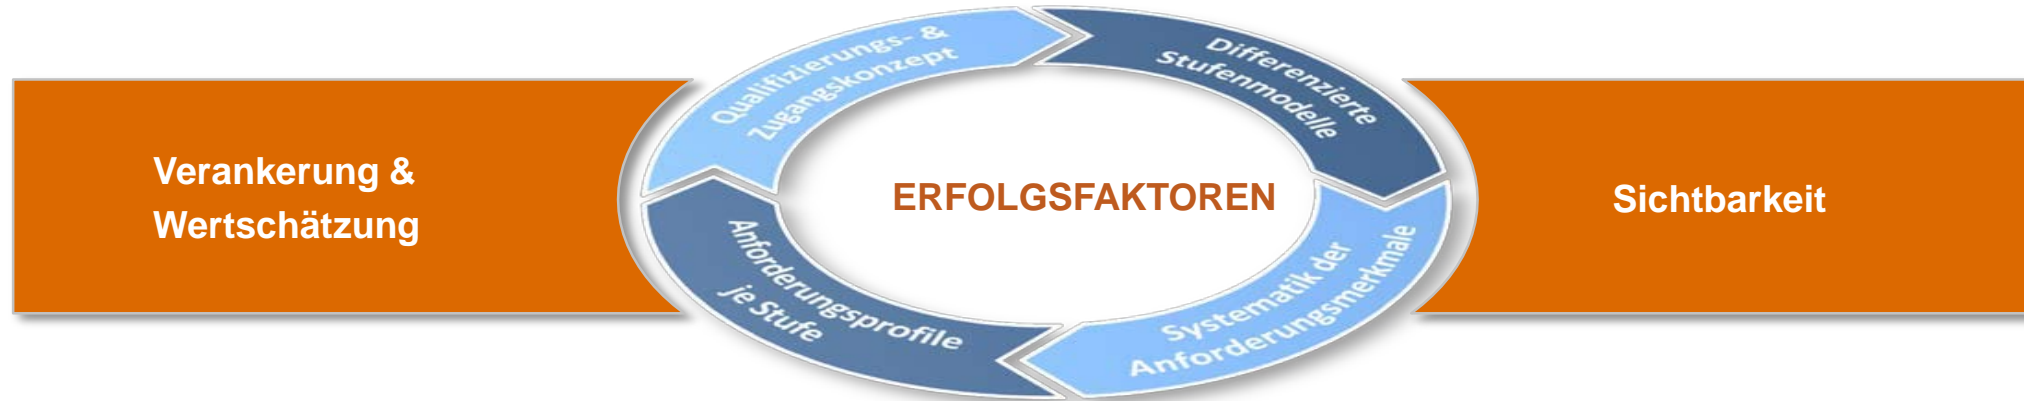 Verankerung &
Wertschätzung
Qualifizierungs- &
Zugangskonzept
Differenzierte
Stufenmodelle
ERFOLGSFAKTOREN
Anforderungsprofile
je Stufe
Systematik der
Anforderungsmerkmale
Sichtbarkeit